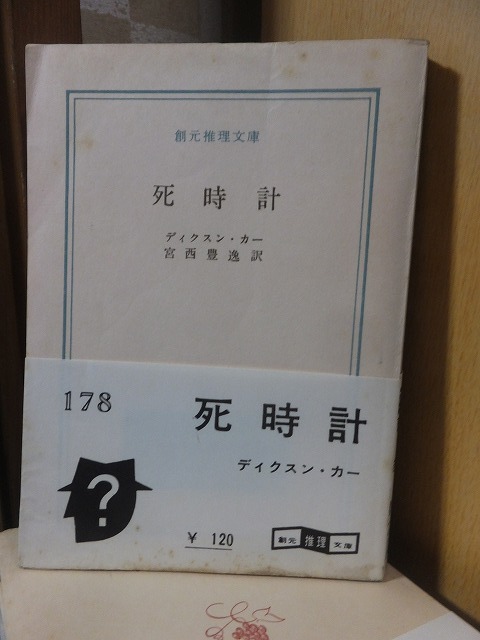 創元推理文庫
死時計
ディクスン・カー
宮西豊逸訳
178
死時計
ディクスン・カー
?
¥ 120
創元 推理 文庫